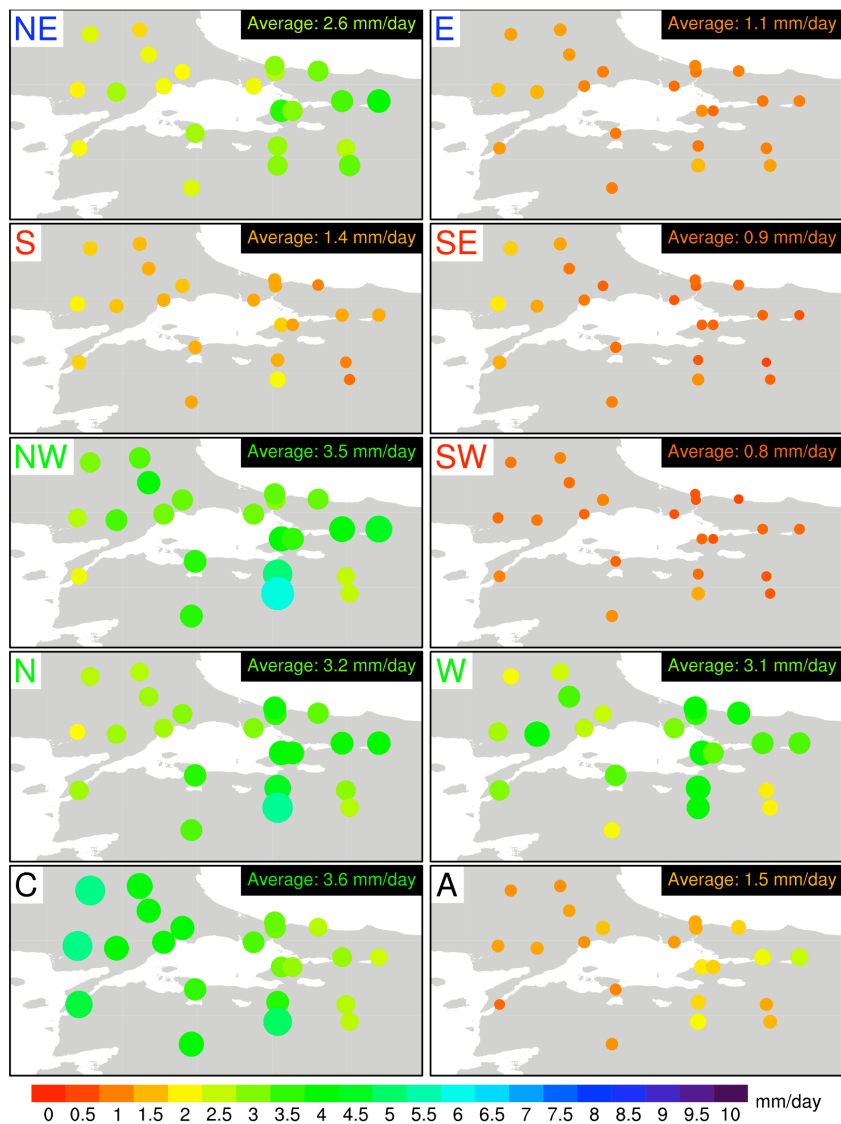 NE
Average: 2.6 mm/day
E
Average: 1.1 mm/day
S
Average: 1.4 mm/day
SE
Average: 0.9 mm/day
NW
Average: 3.5 mm/day
SW
Average: 0.8 mm/day
N
Average: 3.2 mm/day
W
Average: 3.1 mm/day
C
Average: 3.6 mm/day
A
Average: 1.5 mm/day
0 0.5 1 1.5 2 2.5 3 3.5 4 4.5 5 5.5 6 6.5 7 7.5 8 8.5 9 9.5 10 mm/day